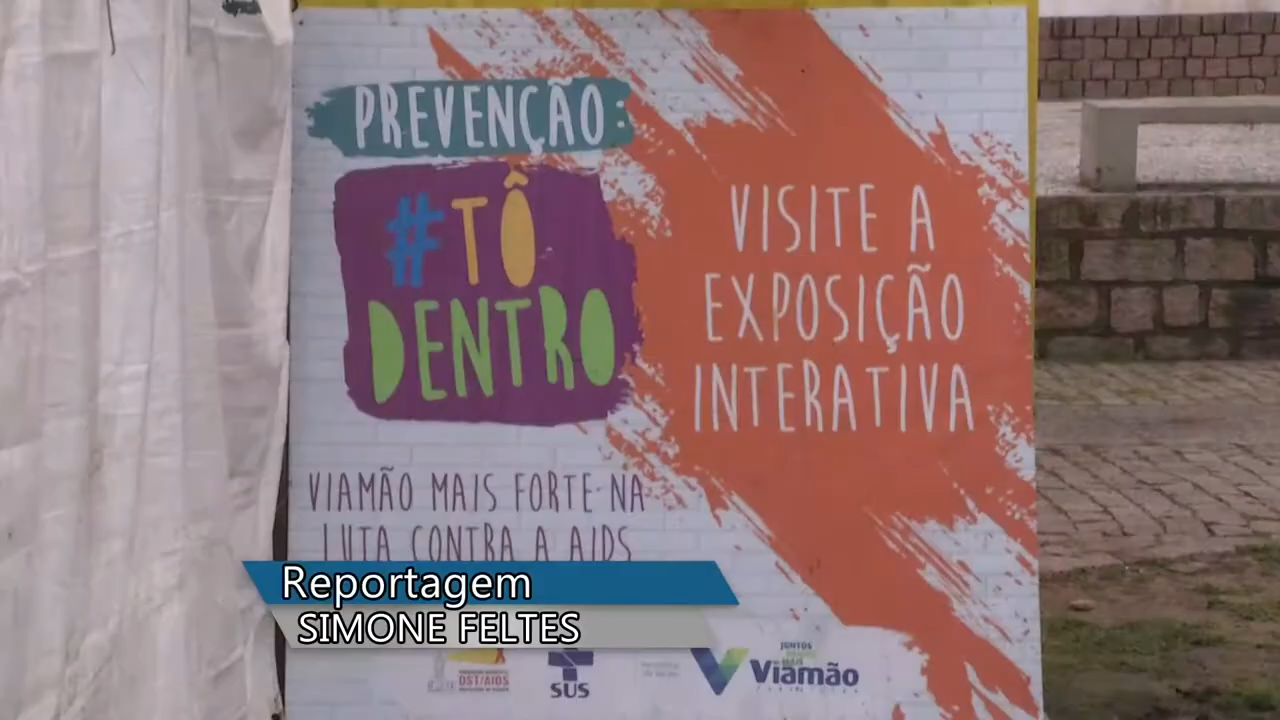 PREVENÇÃO:
#TÔ
DENTRO
VISITE A
EXPOSIÇÃO
INTERATIVA
VIAMÃO MAIS FORTE NA
LUTA CONTRA A AIDS
Reportagem
SIMONE FELTES
DST/AIDS
SUS
JUNTOS
Viamão